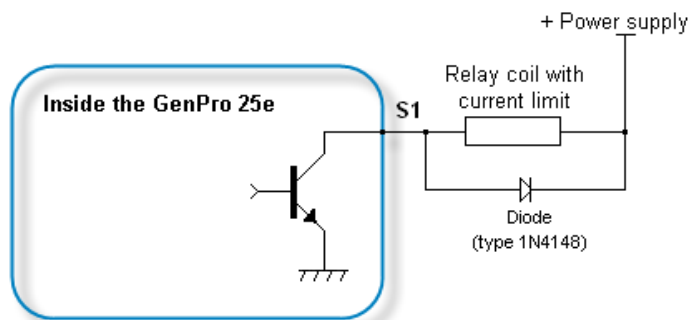 + Power supply
Relay coil with
current limit
Inside the GenPro 25e
S1
Diode
(type 1N4148)